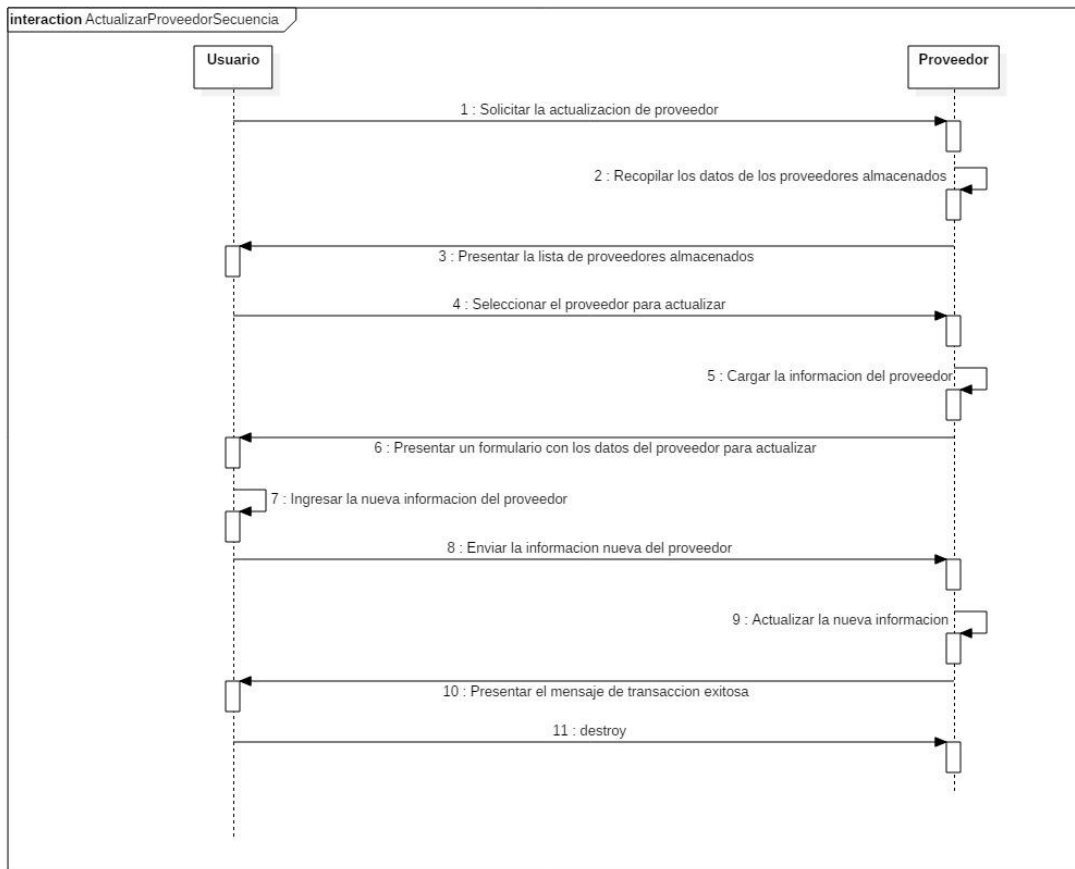 interaction ActualizarProveedorSecuencia
Usuario
Proveedor
1 : Solicitar la actualizacion de proveedor
2 : Recopilar los datos de los proveedores almacenados
3 : Presentar la lista de proveedores almacenados
4 : Seleccionar el proveedor para actualizar
5 : Cargar la informacion del proveedor
6 : Presentar un formulario con los datos del proveedor para actualizar
7 : Ingresar la nueva informacion del proveedor
8 : Enviar la informacion nueva del proveedor
9 : Actualizar la nueva informacion
10 : Presentar el mensaje de transaccion exitosa
11 : destroy